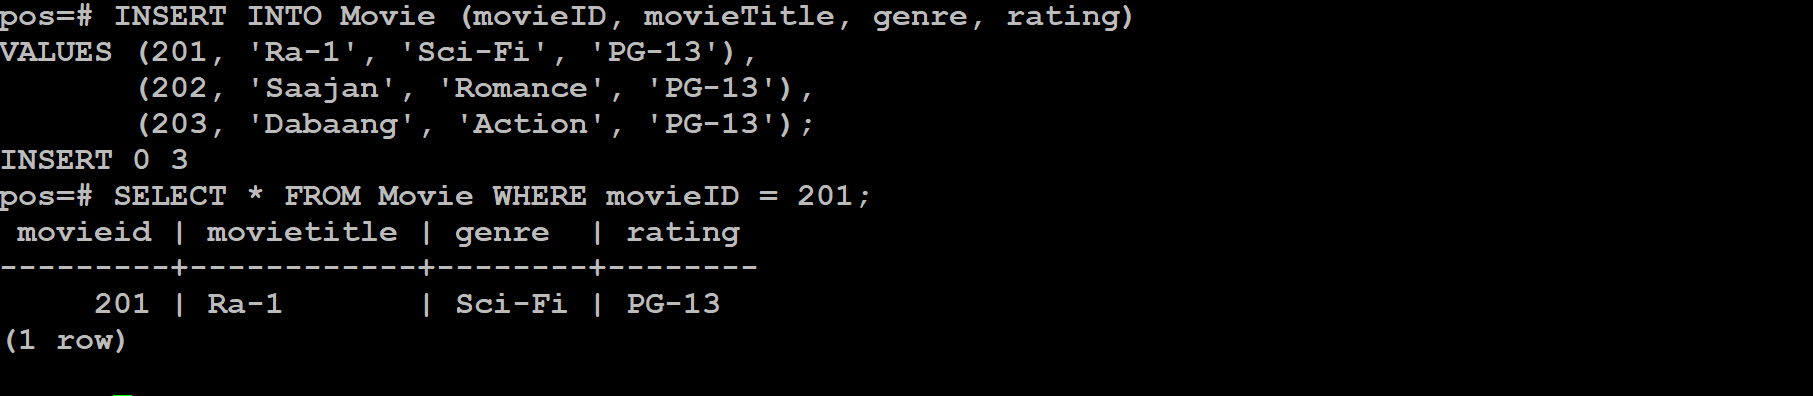 pos=# INSERT INTO Movie (movieID, movieTitle, genre, rating)
VALUES (201, 'Ra-1', 'Sci-Fi', 'PG-13'),
       (202, 'Saajan', 'Romance', 'PG-13'),
       (203, 'Dabaang', 'Action', 'PG-13');
INSERT 0 3
pos=# SELECT * FROM Movie WHERE movieID = 201;
 movieid | movietitle | genre  | rating
---------+------------+--------+--------
     201 | Ra-1       | Sci-Fi | PG-13
(1 row)